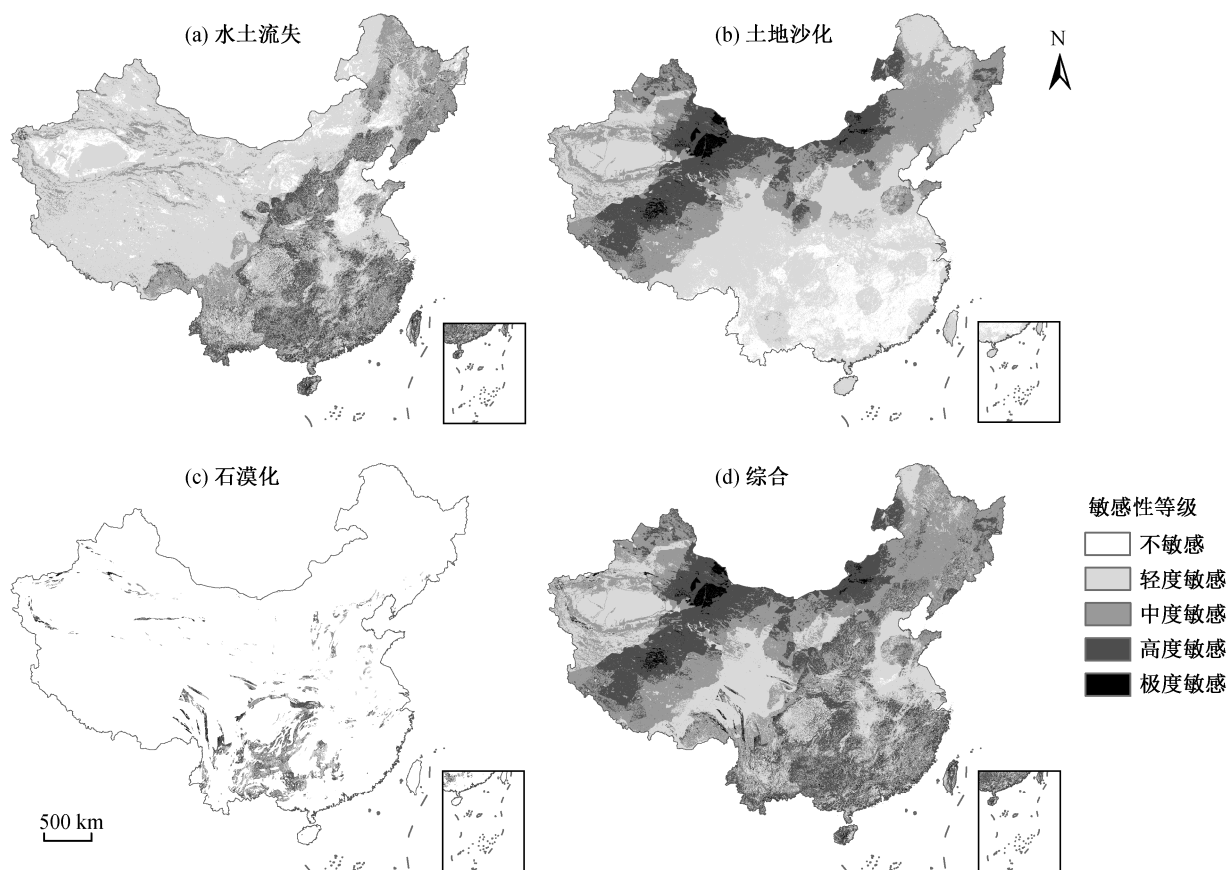 (a) 水土流失
(b) 土地沙化
N
(c) 石漠化
(d) 综合
敏感性等级
不敏感
轻度敏感
中度敏感
高度敏感
极度敏感
500 km